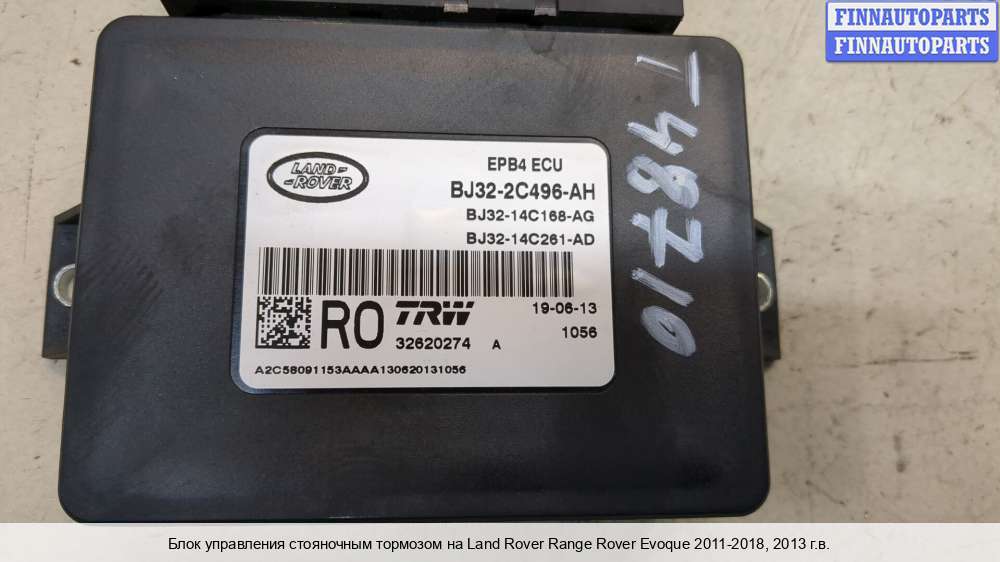 FINNAUTOPARTS
FINNAUTOPARTS
T 48710
LAND-
-ROVER
EPB4 ECU
BJ32-2C496-AH
BJ32-14C168-AG
BJ32-14C261-AD
RO TRW
19-06-13
32620274 A
1056
A2C58091153AAAA130620131056
Блок управления стояночным тормозом на Land Rover Range Rover Evoque 2011-2018, 2013 г.в.